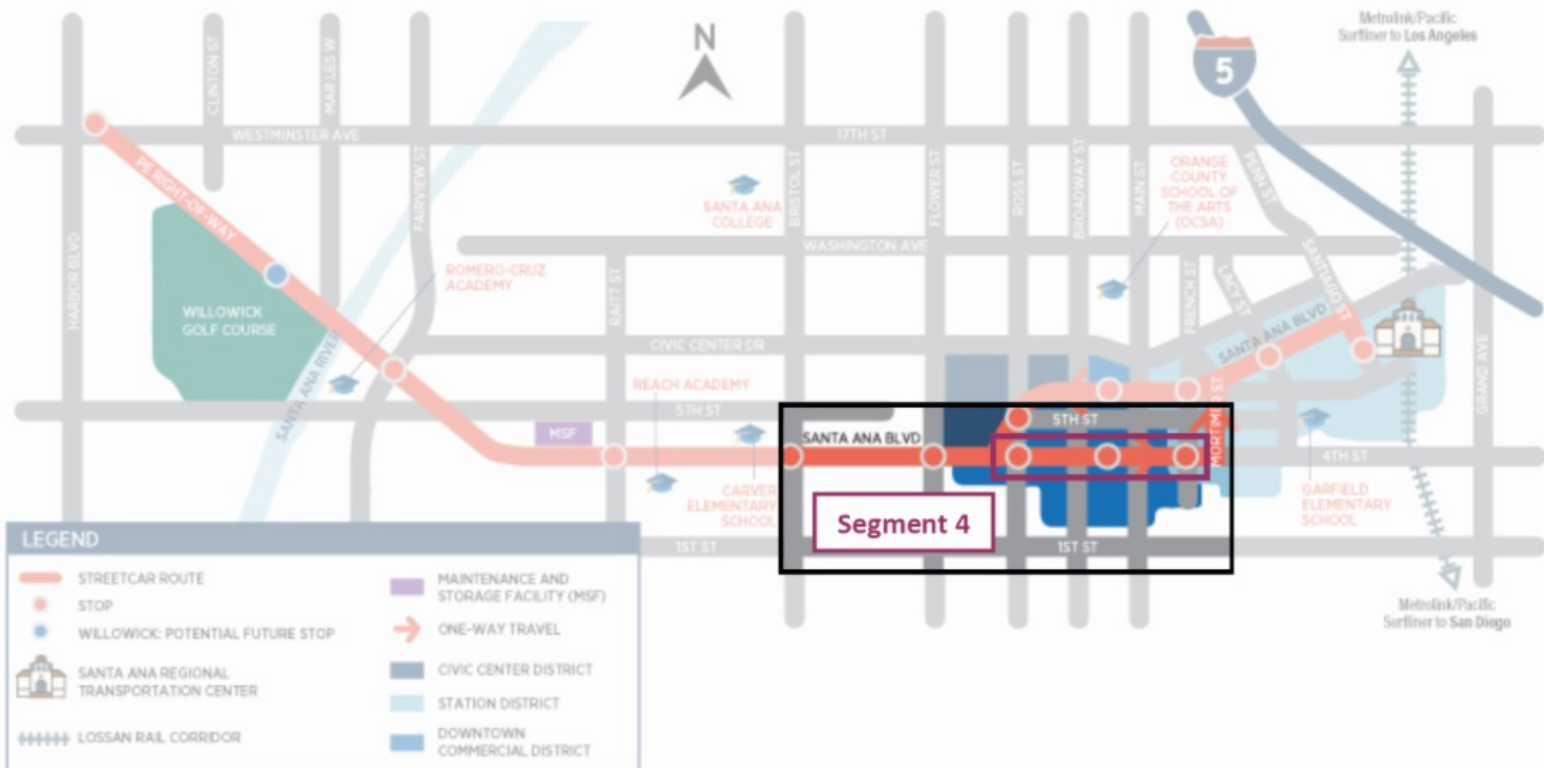 Metrolink/Pacific
Surfliner to Los Angeles
N
5
CLINTON ST
WESTMINSTER AVE
17TH ST
PE RIGHT-OF-WAY
FAIRVIEW ST
BRISTOL ST
FLOWER ST
ROSS ST
BROADWAY ST
MAIN ST
PENN ST
ORANGE
COUNTY
SCHOOL OF
THE ARTS
(OCSA)
SANTA ANA
COLLEGE
WASHINGTON AVE
HARBOR BLVD
ROMERO-CRUZ
ACADEMY
RAITT ST
FRENCH ST
LACY ST
SANTIAGO ST
WILLOWICK
GOLF COURSE
SANTA ANA RIVER
CIVIC CENTER DR
SANTA ANA BLVD
GRAND AVE
REACH ACADEMY
5TH ST
5TH ST
MORTIMER ST
MSF
SANTA ANA BLVD
4TH ST
CARVER
ELEMENTARY
SCHOOL
Segment 4
GARFIELD
ELEMENTARY
SCHOOL
1ST ST
1ST ST
Metrolink/Pacific
Surfliner to San Diego
LEGEND
STREETCAR ROUTE
STOP
WILLOWICK: POTENTIAL FUTURE STOP
SANTA ANA REGIONAL
TRANSPORTATION CENTER
LOSSAN RAIL CORRIDOR
MAINTENANCE AND
STORAGE FACILITY (MSF)
ONE-WAY TRAVEL
CIVIC CENTER DISTRICT
STATION DISTRICT
DOWNTOWN
COMMERCIAL DISTRICT